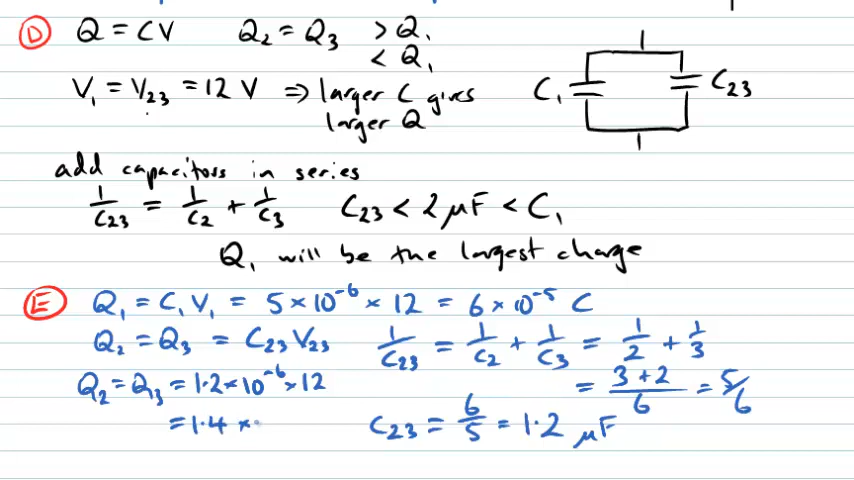 D Q = CV Q₂ = Q₃ > Q₁
< Q₁
V₁ = V₂₃ = 12 V ⇒ larger C gives
larger Q
C₁ C₂₃
add capacitors in series
1/C₂₃ = 1/C₂ + 1/C₃ C₂₃ < 2 μF < C₁
Q₁ will be the largest charge
E Q₁ = C₁V₁ = 5 × 10⁻⁶ × 12 = 6 × 10⁻⁵ C
Q₂ = Q₃ = C₂₃V₂₃ 1/C₂₃ = 1/C₂ + 1/C₃ = 1/2 + 1/3
Q₂ = Q₃ = 1.2 × 10⁻⁶ × 12 = 3+2/6 = 5/6
= 1.4 × C₂₃ = 6/5 = 1.2 μF